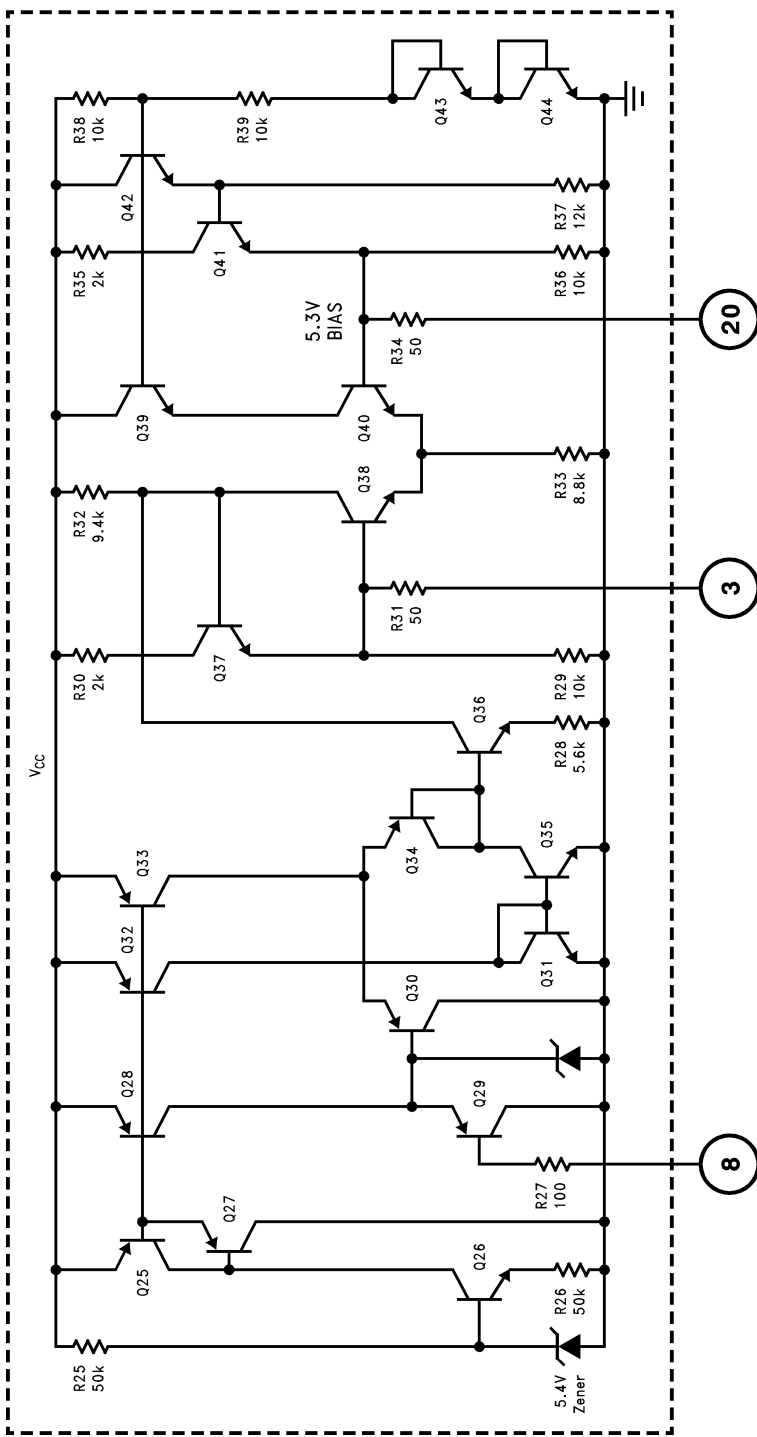 VCC
R25
50k
R30
2k
R32
9.4k
R35
2k
R38
10k
Q25
Q28
Q32
Q33
Q39
Q42
Q27
Q37
Q41
R39
10k
5.3V
BIAS
Q38
Q40
R31
50
R34
50
Q30
Q34
Q43
Q26
Q29
Q36
R27
100
Q31
Q35
Q44
5.4V
Zener
R26
50k
R28
5.6k
R29
10k
R33
8.8k
R36
10k
R37
12k
8
3
20